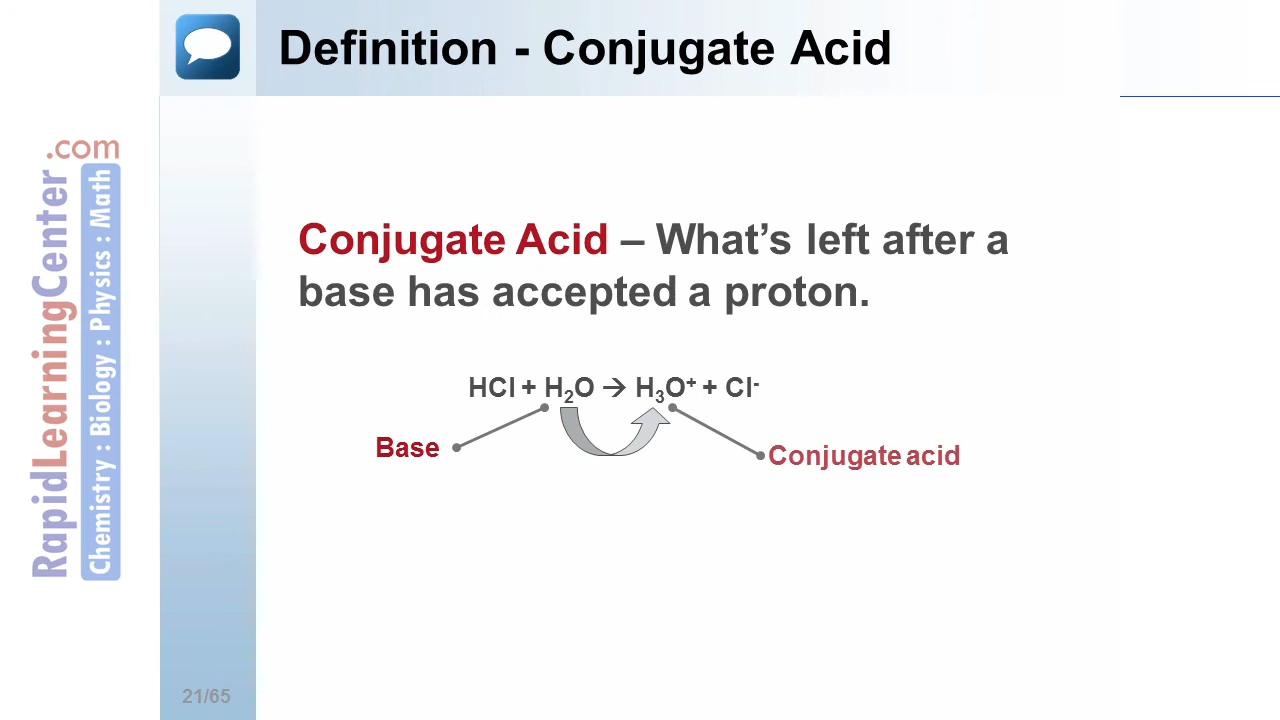 Definition - Conjugate Acid
RapidLearningCenter.com
Chemistry : Biology : Physics : Math
Conjugate Acid – What’s left after a
base has accepted a proton.
HCl + H₂O → H₃O⁺ + Cl⁻
Base
Conjugate acid
21/65